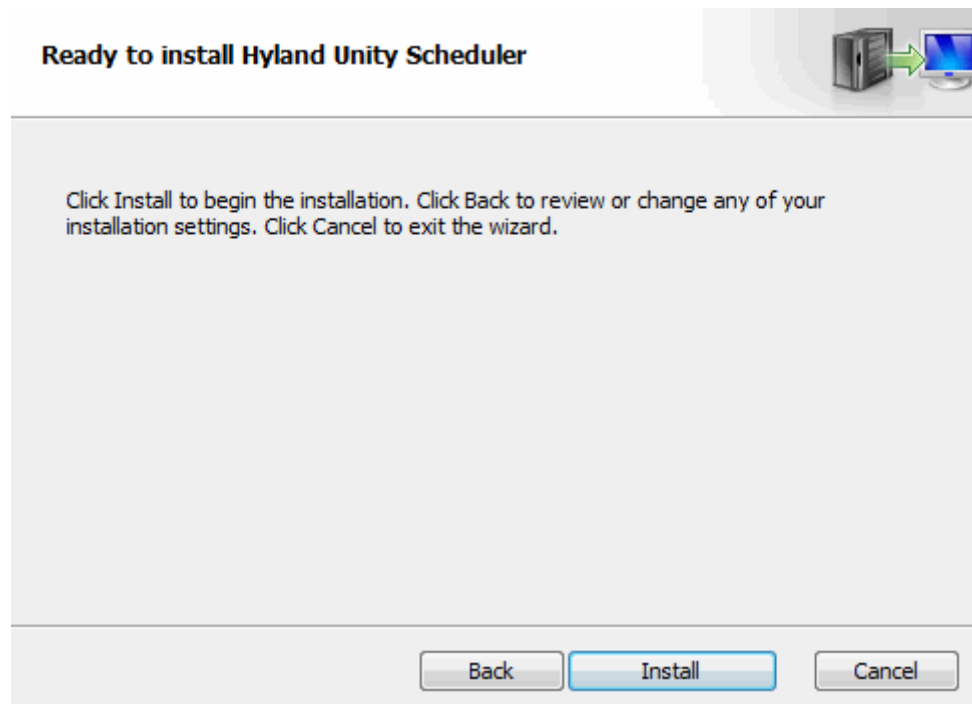 Ready to install Hyland Unity Scheduler
Click Install to begin the installation. Click Back to review or change any of your
installation settings. Click Cancel to exit the wizard.
Back
Install
Cancel